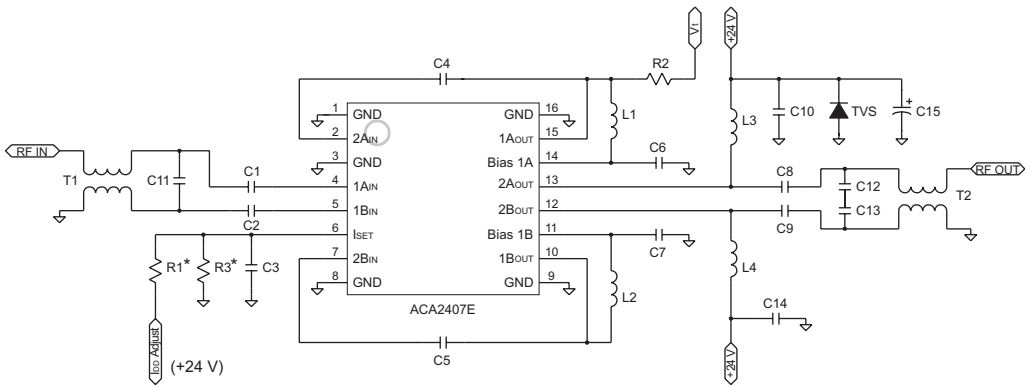 Vt
+24 V
C4
R2
1
GND
2
2AIN
3
GND
4
1AIN
5
1BIN
6
ISET
7
2BIN
8
GND
16
GND
15
1AOUT
14
Bias 1A
13
2AOUT
12
2BOUT
11
Bias 1B
10
1BOUT
9
GND
ACA2407E
L1
L3
C10
TVS
+
C15
C6
RF IN
T1
C11
C1
C2
C8
C9
C12
C13
T2
RF OUT
R1*
R3*
C3
C7
L2
L4
C14
C5
IDD Adjust
(+24 V)
+24 V